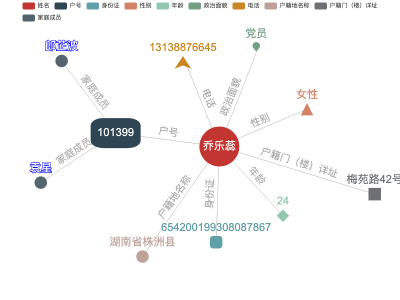 姓名 户号 身份证 性别 年龄 政治面貌 电话 户籍地名称 户籍门（楼）详址
家庭成员
党员
郎芷波
13138876645
家庭成员
电话
政治面貌
女性
性别
101399
户号
乔乐蕊
家庭成员
户籍门（楼）详址
袁星
年龄
梅苑路42号
户籍地名称
身份证
24
654200199308087867
湖南省株洲县